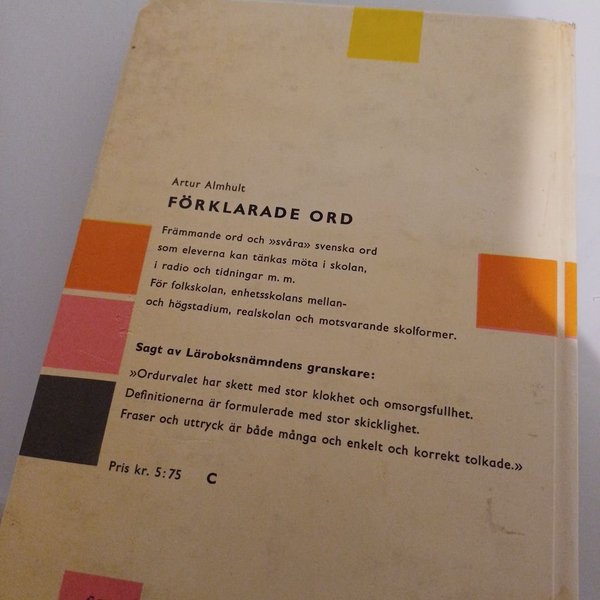 Artur Almhult
FÖRKLARADE ORD
Främmande ord och »svåra» svenska ord
som eleverna kan tänkas möta i skolan,
i radio och tidningar m. m.
För folkskolan, enhetsskolans mellan-
och högstadium, realskolan och motsvarande skolformer.
Sagt av Läroboksnämndens granskare:
»Ordurvalet har skett med stor klokhet och omsorgsfullhet.
Definitionerna är formulerade med stor skicklighet.
Fraser och uttryck är både många och enkelt och korrekt tolkade.»
Pris kr. 5:75 C